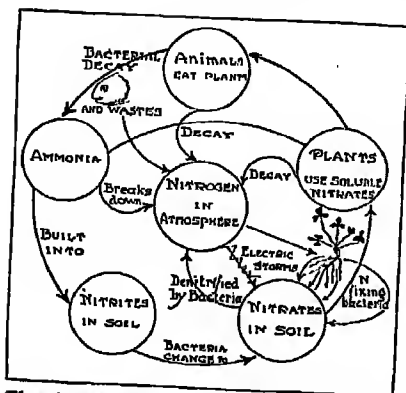 BACTERIAL
DECAY
AND WASTES
ANIMALS
EAT PLANTS
DECAY
AMMONIA
Breaks
down
NITROGEN
IN
ATMOSPHERE
DECAY
PLANTS
USE SOLUBLE
NITRATES
BUILT
INTO
ELECTRIC
STORMS
Denitrified
by Bacteria
N
fixing
bacteria
NITRITES
IN SOIL
NITRATES
IN SOIL
BACTERIA
CHANGE TO